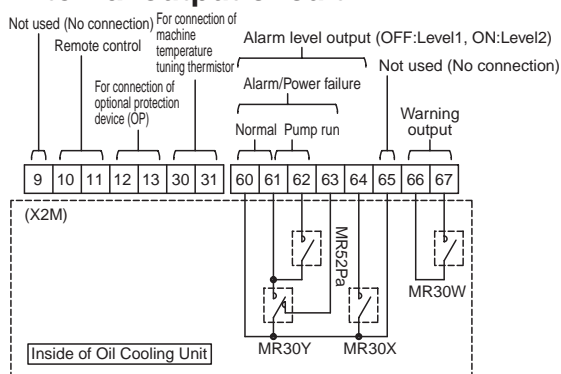 Not used (No connection)
Remote control
For connection of
optional protection
device (OP)
For connection of
machine
temperature
tuning thermistor
Alarm level output (OFF:Level1, ON:Level2)
Not used (No connection)
Alarm/Power failure
Normal Pump run
Warning
output
9 10 11 12 13 30 31 60 61 62 63 64 65 66 67
(X2M)
MR52Pa
MR30W
MR30Y
MR30X
Inside of Oil Cooling Unit